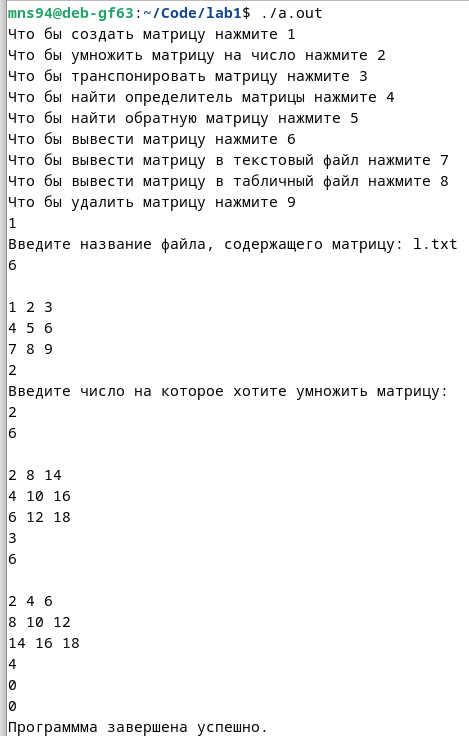 mns94@deb-gf63:~/Code/lab1$ ./a.out
Что бы создать матрицу нажмите 1
Что бы умножить матрицу на число нажмите 2
Что бы транспонировать матрицу нажмите 3
Что бы найти определитель матрицы нажмите 4
Что бы найти обратную матрицу нажмите 5
Что бы вывести матрицу нажмите 6
Что бы вывести матрицу в текстовый файл нажмите 7
Что бы вывести матрицу в табличный файл нажмите 8
Что бы удалить матрицу нажмите 9
1
Введите название файла, содержащего матрицу: l.txt
6

1 2 3
4 5 6
7 8 9
2
Введите число на которое хотите умножить матрицу:
2
6

2 8 14
4 10 16
6 12 18
3
6

2 4 6
8 10 12
14 16 18
4
0
0
Программма завершена успешно.